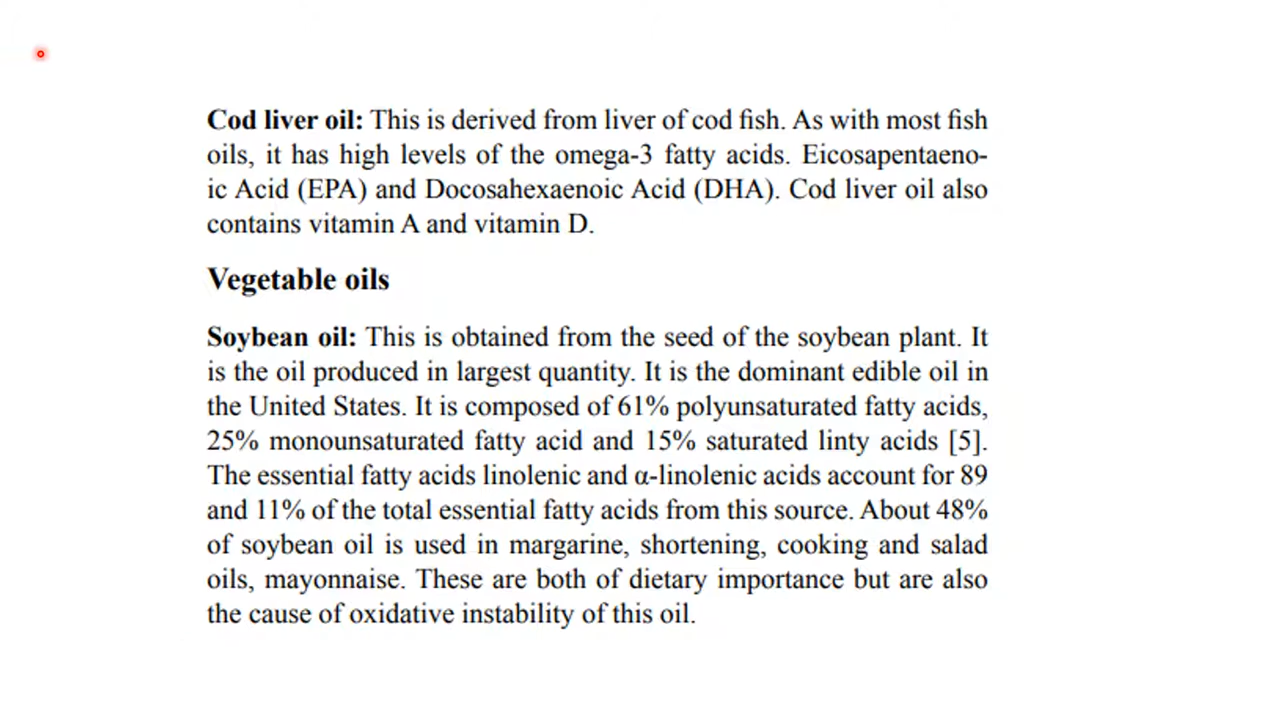 Cod liver oil: This is derived from liver of cod fish. As with most fish
oils, it has high levels of the omega-3 fatty acids. Eicosapentaeno-
ic Acid (EPA) and Docosahexaenoic Acid (DHA). Cod liver oil also
contains vitamin A and vitamin D.
Vegetable oils
Soybean oil: This is obtained from the seed of the soybean plant. It
is the oil produced in largest quantity. It is the dominant edible oil in
the United States. It is composed of 61% polyunsaturated fatty acids,
25% monounsaturated fatty acid and 15% saturated linty acids [5].
The essential fatty acids linolenic and α-linolenic acids account for 89
and 11% of the total essential fatty acids from this source. About 48%
of soybean oil is used in margarine, shortening, cooking and salad
oils, mayonnaise. These are both of dietary importance but are also
the cause of oxidative instability of this oil.